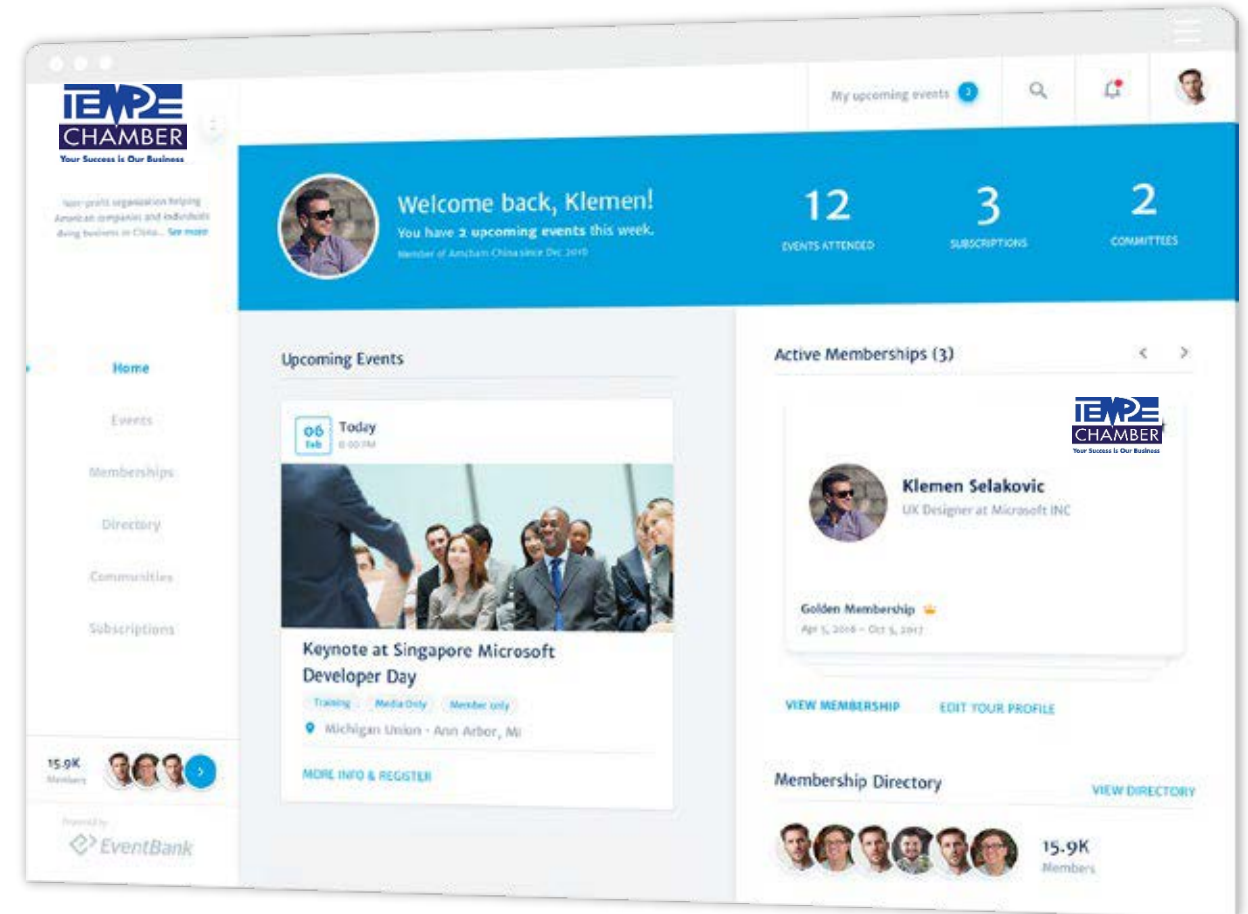 TEMPE
CHAMBER
Your Success is Our Business
Non-profit organization helping
American companies and individuals
doing business in China... See more
Home
Events
Memberships
Directory
Communities
Subscriptions
15.9K
Members
Powered by
EventBank
My upcoming events 2
Welcome back, Klemen!
You have 2 upcoming events this week.
Member of Amcham China since Dec 2016
12
EVENTS ATTENDED
3
SUBSCRIPTIONS
2
COMMITTEES
Upcoming Events
06
Feb
Today
8:00 PM
Keynote at Singapore Microsoft
Developer Day
Training Media Only Member only
Michigan Union - Ann Arbor, MI
MORE INFO & REGISTER
Active Memberships (3)
TEMPE
CHAMBER
Your Success is Our Business
Klemen Selakovic
UX Designer at Microsoft INC
Golden Membership
Apr 5, 2016 – Oct 5, 2017
VIEW MEMBERSHIP EDIT YOUR PROFILE
Membership Directory
VIEW DIRECTORY
15.9K
Members